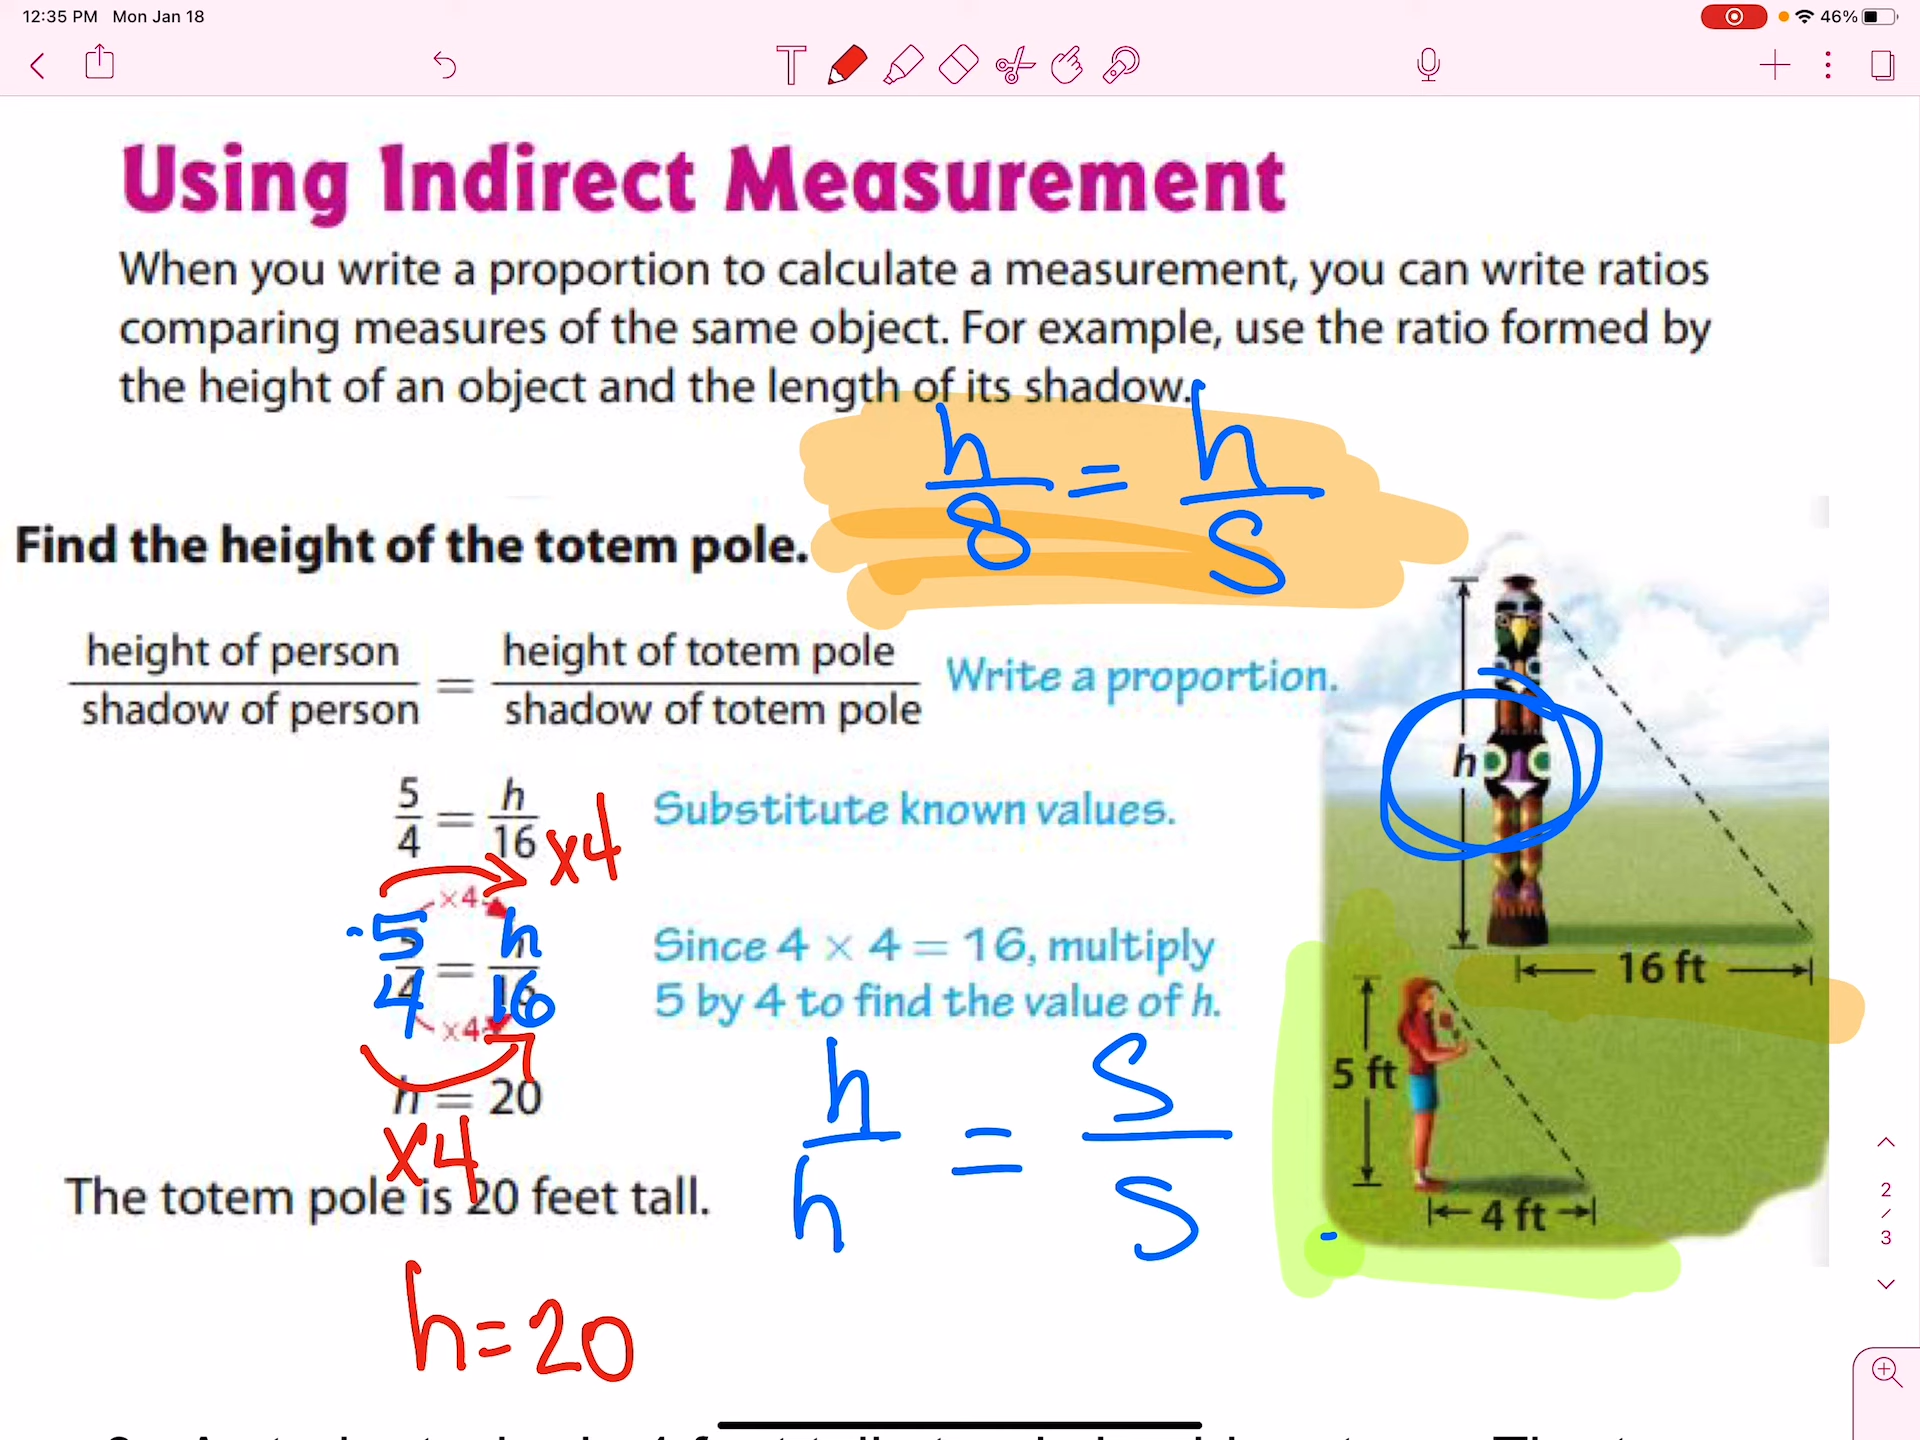 12:35 PM Mon Jan 18
46%
Using Indirect Measurement
When you write a proportion to calculate a measurement, you can write ratios
comparing measures of the same object. For example, use the ratio formed by
the height of an object and the length of its shadow.
h/8 = h/S
Find the height of the totem pole.
height of person = height of totem pole
shadow of person shadow of totem pole
Write a proportion.
5/4 = h/16
×4
Substitute known values.
×4
5/4 = h/16
×4
Since 4 × 4 = 16, multiply
5 by 4 to find the value of h.
h = 20
×4
The totem pole is 20 feet tall.
h/h = S/S
h=20
h
16 ft
5 ft
4 ft
2
/
3